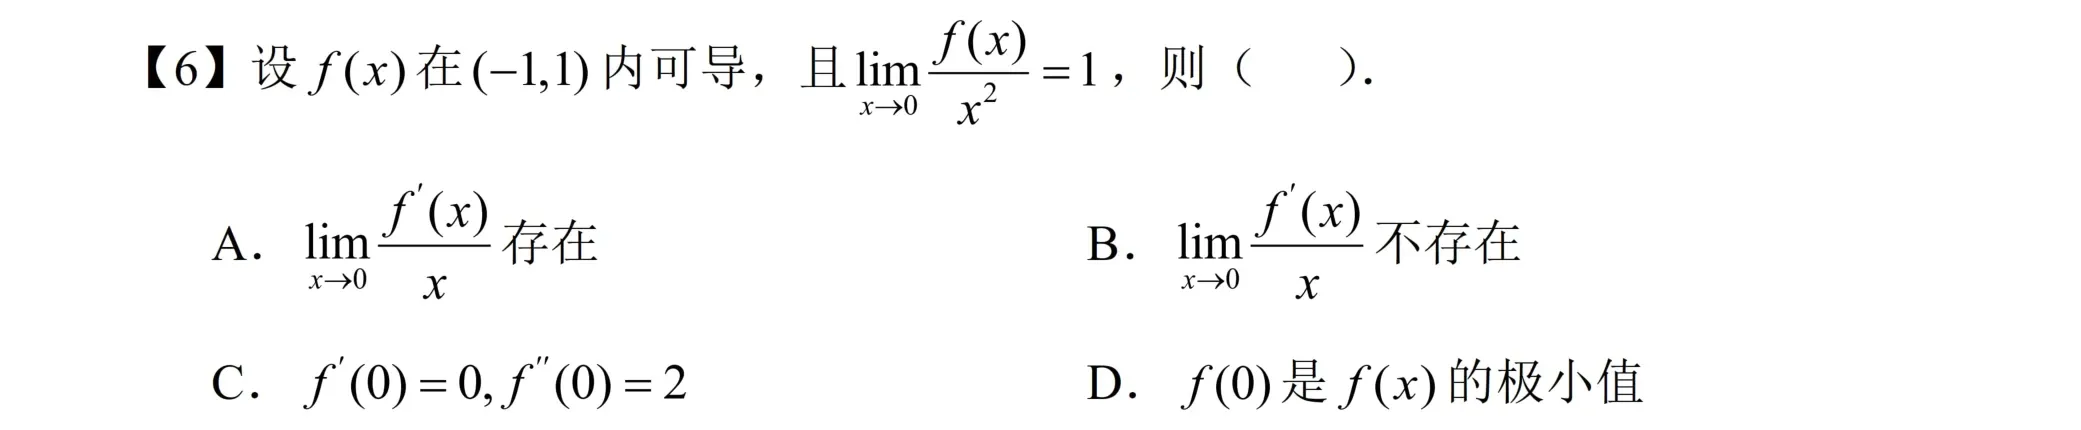 【6】设 $f(x)$ 在 $(-1,1)$ 内可导，且 $\lim_{x \to 0} \frac{f(x)}{x^2} = 1$，则（    ）.
A. $\lim_{x \to 0} \frac{f'(x)}{x}$ 存在 B. $\lim_{x \to 0} \frac{f'(x)}{x}$ 不存在
C. $f'(0) = 0, f''(0) = 2$ D. $f(0)$ 是 $f(x)$ 的极小值